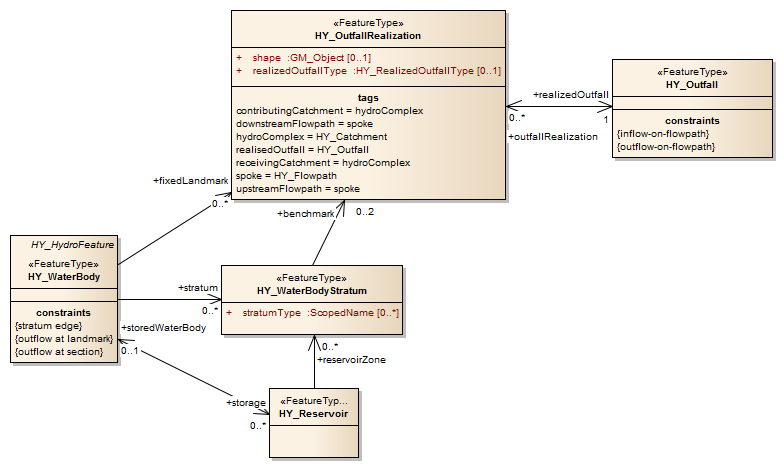 «FeatureType»
HY_OutfallRealization
+ shape :GM_Object [0..1]
+ realizedOutfallType :HY_RealizedOutfallType [0..1]
tags
contributingCatchment = hydroComplex
downstreamFlowpath = spoke
hydroComplex = HY_Catchment
realisedOutfall = HY_Outfall
receivingCatchment = hydroComplex
spoke = HY_Flowpath
upstreamFlowpath = spoke
+realizedOutfall
0..*
1
+outfallRealization
«FeatureType»
HY_Outfall
constraints
{inflow-on-flowpath}
{outflow-on-flowpath}
+fixedLandmark
0..*
+benchmark
0..2
HY_HydroFeature
«FeatureType»
HY_WaterBody
constraints
{stratum edge}
{outflow at landmark}
{outflow at section}
+stratum
0..*
«FeatureType»
HY_WaterBodyStratum
+ stratumType :ScopedName [0..*]
+storedWaterBody
0..1
0..*
+reservoirZone
+storage
0..*
«FeatureTyp...
HY_Reservoir